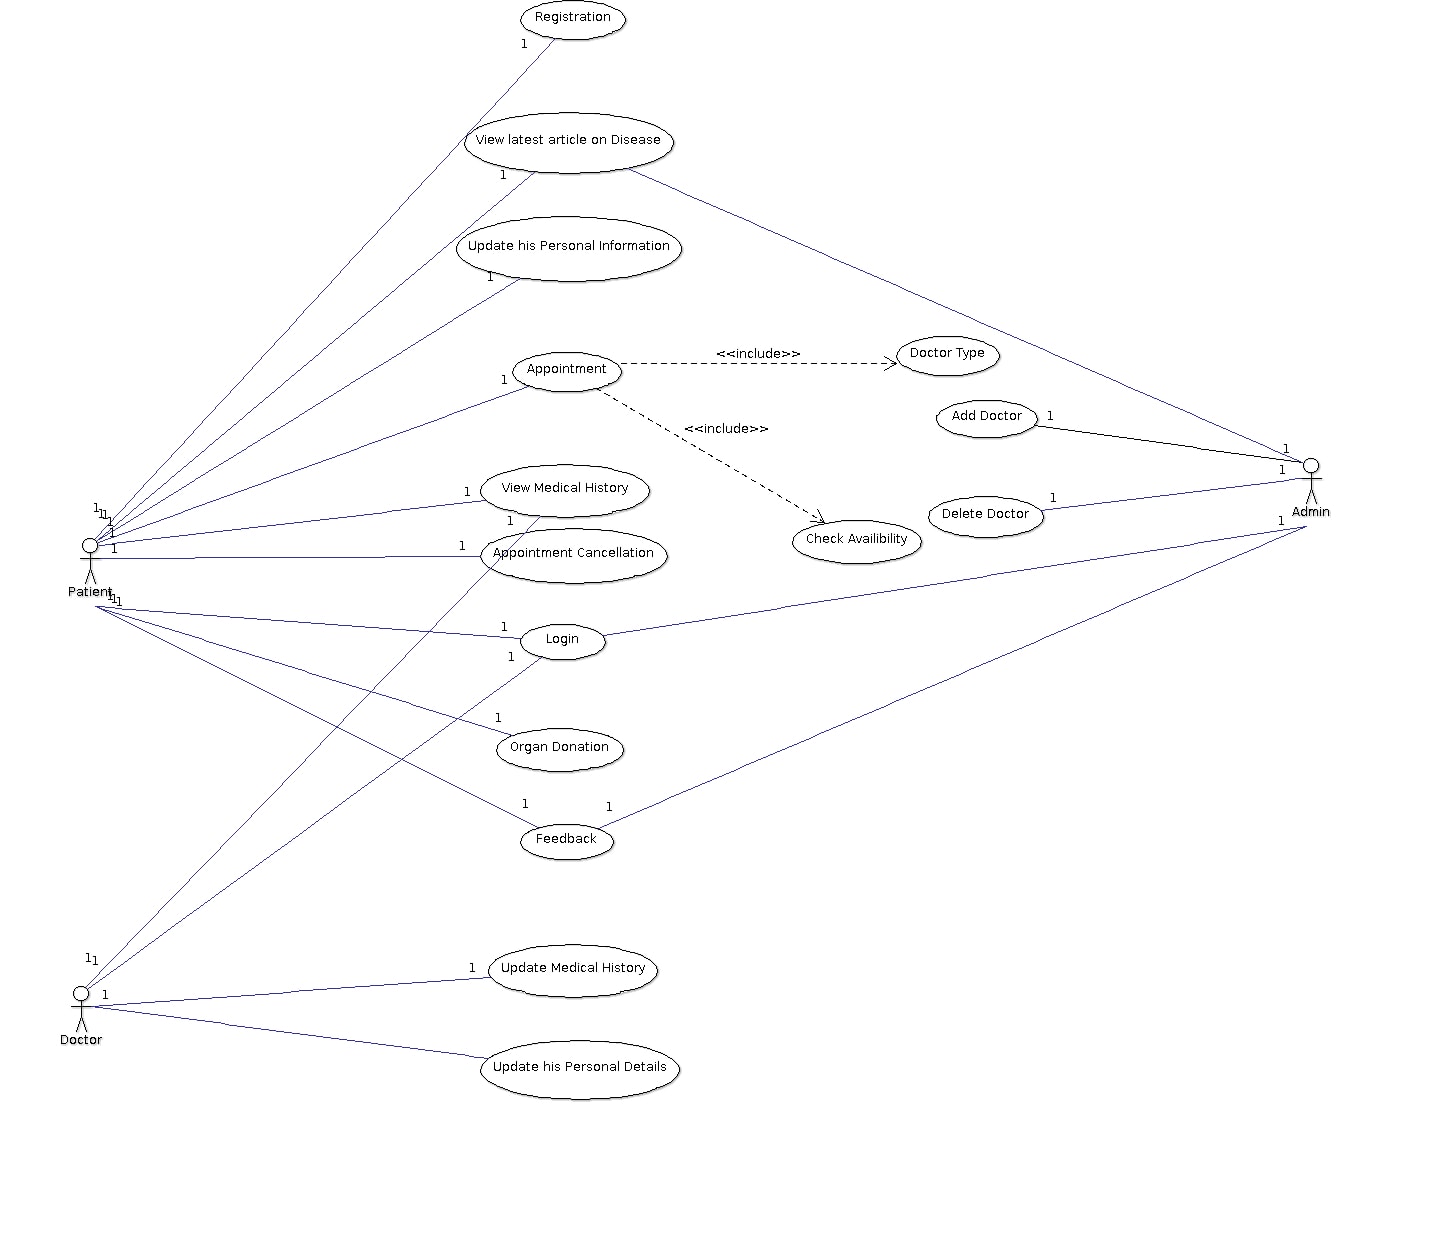 Registration
1
View latest article on Disease
1
Update his Personal Information
1
<<include>>
Doctor Type
Appointment
1
Add Doctor
1
<<include>>
1
1
View Medical History
1
Delete Doctor
1
1
1
1
1
1
1
Admin
1
1
Check Availibility
1
Appointment Cancellation
1
Patient
1
1
1
Login
1
1
Organ Donation
1
Feedback
1
1
1
1
Update Medical History
1
1
Doctor
Update his Personal Details